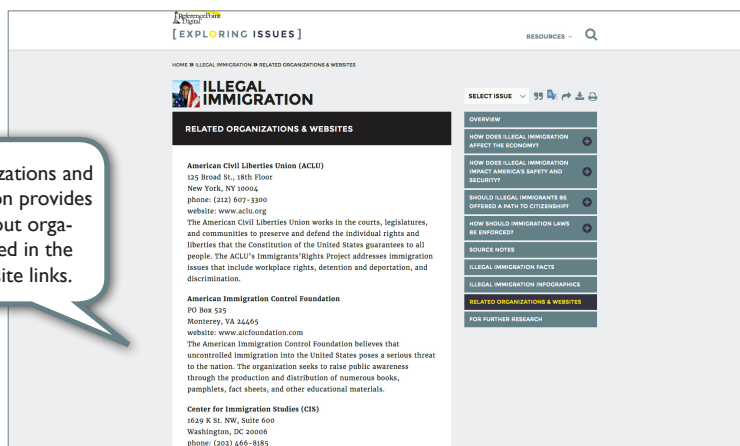 ReferencePoint
Digital
[EXPLORING ISSUES]
RESOURCES
HOME » ILLEGAL IMMIGRATION » RELATED ORGANIZATIONS & WEBSITES
ILLEGAL
IMMIGRATION
SELECT ISSUE
RELATED ORGANIZATIONS & WEBSITES
American Civil Liberties Union (ACLU)
125 Broad St., 18th Floor
New York, NY 10004
phone: (212) 607-3300
website: www.aclu.org
The American Civil Liberties Union works in the courts, legislatures,
and communities to preserve and defend the individual rights and
liberties that the Constitution of the United States guarantees to all
people. The ACLU's Immigrants'Rights Project addresses immigration
issues that include workplace rights, detention and deportation, and
discrimination.
American Immigration Control Foundation
PO Box 525
Monterey, VA 24465
website: www.aicfoundation.com
The American Immigration Control Foundation believes that
uncontrolled immigration into the United States poses a serious threat
to the nation. The organization seeks to raise public awareness
through the production and distribution of numerous books,
pamphlets, fact sheets, and other educational materials.
Center for Immigration Studies (CIS)
1629 K St. NW, Suite 600
Washington, DC 20006
phone: (202) 466-8185
OVERVIEW
HOW DOES ILLEGAL IMMIGRATION
AFFECT THE ECONOMY?
HOW DOES ILLEGAL IMMIGRATION
IMPACT AMERICA'S SAFETY AND
SECURITY?
SHOULD ILLEGAL IMMIGRANTS BE
OFFERED A PATH TO CITIZENSHIP?
HOW SHOULD IMMIGRATION LAWS
BE ENFORCED?
SOURCE NOTES
ILLEGAL IMMIGRATION FACTS
ILLEGAL IMMIGRATION INFOGRAPHICS
RELATED ORGANIZATIONS & WEBSITES
FOR FURTHER RESEARCH
zations and
on provides
out orga-
ed in the
site links.